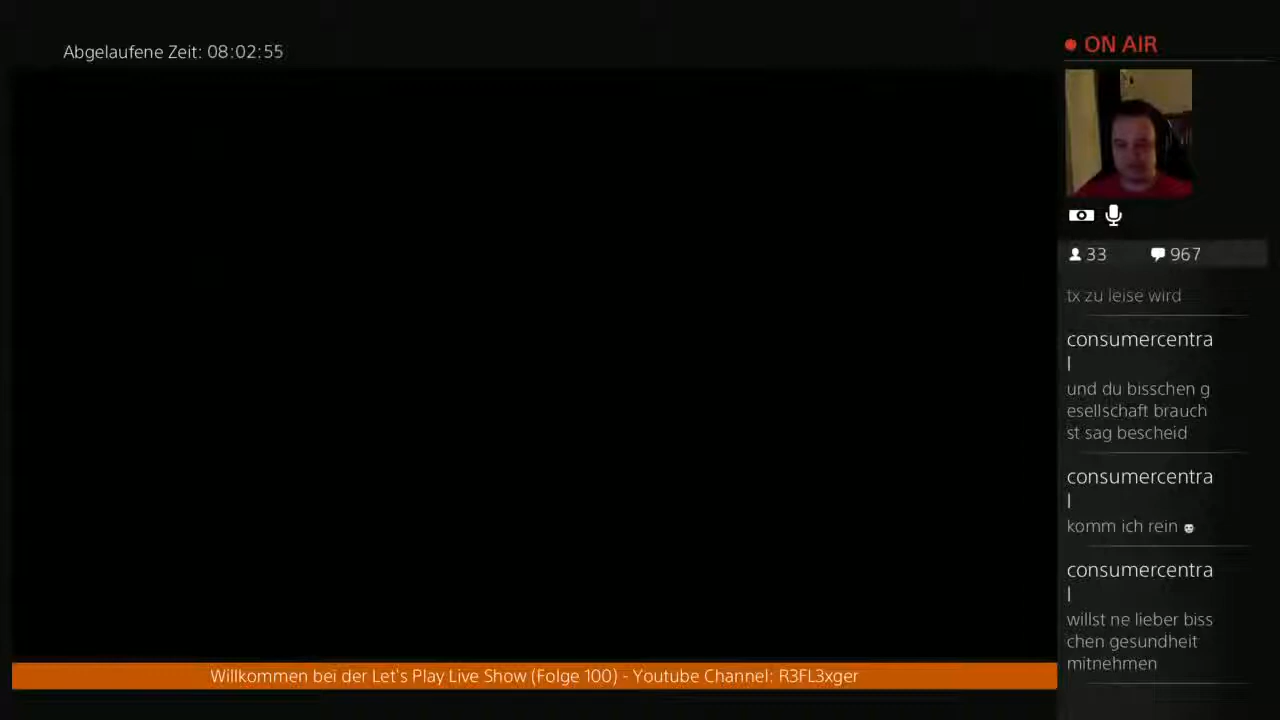 Abgelaufene Zeit: 08:02:55
ON AIR
33 967
tx zu leise wird
consumercentra
l
und du bisschen g
esellschaft brauch
st sag bescheid
consumercentra
l
komm ich rein
consumercentra
l
willst ne lieber biss
chen gesundheit
mitnehmen
Willkommen bei der Let's Play Live Show (Folge 100) - Youtube Channel: R3FL3xger